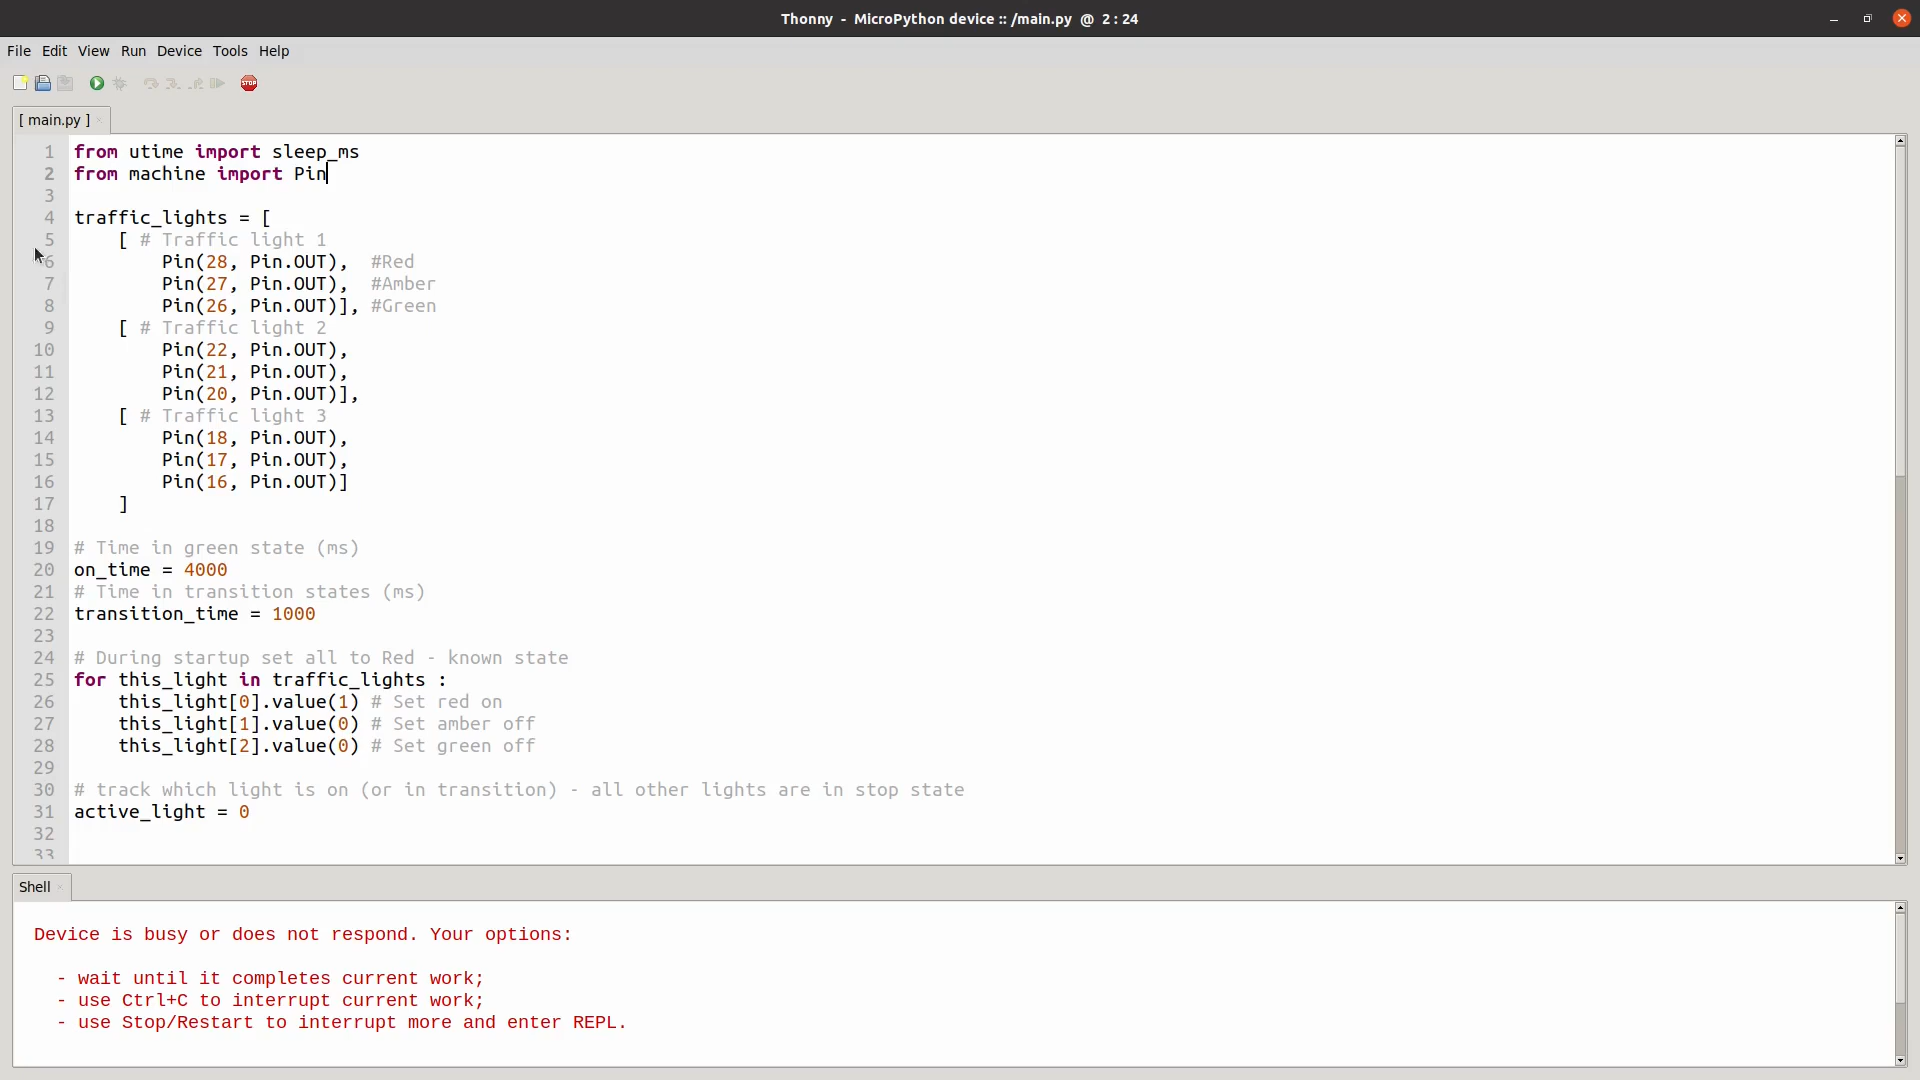 Thonny - MicroPython device :: /main.py @ 2 : 24
File Edit View Run Device Tools Help
STOP
[ main.py ]
1 from utime import sleep_ms
2 from machine import Pin
3
4 traffic_lights = [
5     [ # Traffic light 1
6         Pin(28, Pin.OUT),  #Red
7         Pin(27, Pin.OUT),  #Amber
8         Pin(26, Pin.OUT)], #Green
9     [ # Traffic light 2
10         Pin(22, Pin.OUT),
11         Pin(21, Pin.OUT),
12         Pin(20, Pin.OUT)],
13     [ # Traffic light 3
14         Pin(18, Pin.OUT),
15         Pin(17, Pin.OUT),
16         Pin(16, Pin.OUT)]
17     ]
18
19 # Time in green state (ms)
20 on_time = 4000
21 # Time in transition states (ms)
22 transition_time = 1000
23
24 # During startup set all to Red - known state
25 for this_light in traffic_lights :
26     this_light[0].value(1) # Set red on
27     this_light[1].value(0) # Set amber off
28     this_light[2].value(0) # Set green off
29
30 # track which light is on (or in transition) - all other lights are in stop state
31 active_light = 0
32
33
Shell
Device is busy or does not respond. Your options:
- wait until it completes current work;
- use Ctrl+C to interrupt current work;
- use Stop/Restart to interrupt more and enter REPL.